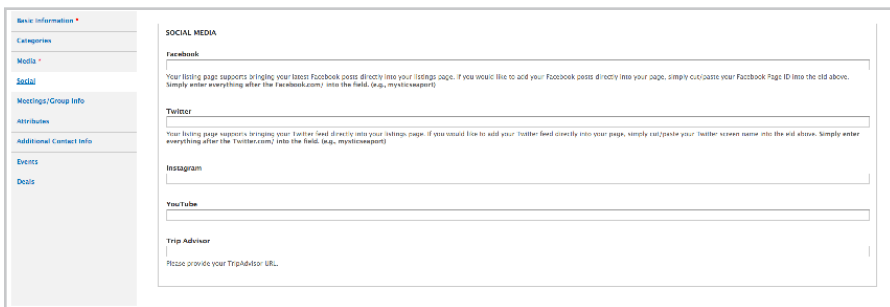 Basic Information *
Categories
Media *
Social
Meetings/Group Info
Attributes
Additional Contact Info
Events
Deals
SOCIAL MEDIA
Facebook
Your listing page supports bringing your latest Facebook posts directly into your listings page. If you would like to add your Facebook posts directly into your page, simply cut/paste your Facebook Page ID into the eld above.
Simply enter everything after the Facebook.com/ into the field. (e.g., mysticseaport)
Twitter
Your listing page supports bringing your Twitter feed directly into your listings page. If you would like to add your Twitter feed directly into your page, simply cut/paste your Twitter screen name into the eld above. Simply enter
everything after the Twitter.com/ into the field. (e.g., mysticseaport)
Instagram
YouTube
Trip Advisor
Please provide your TripAdvisor URL.